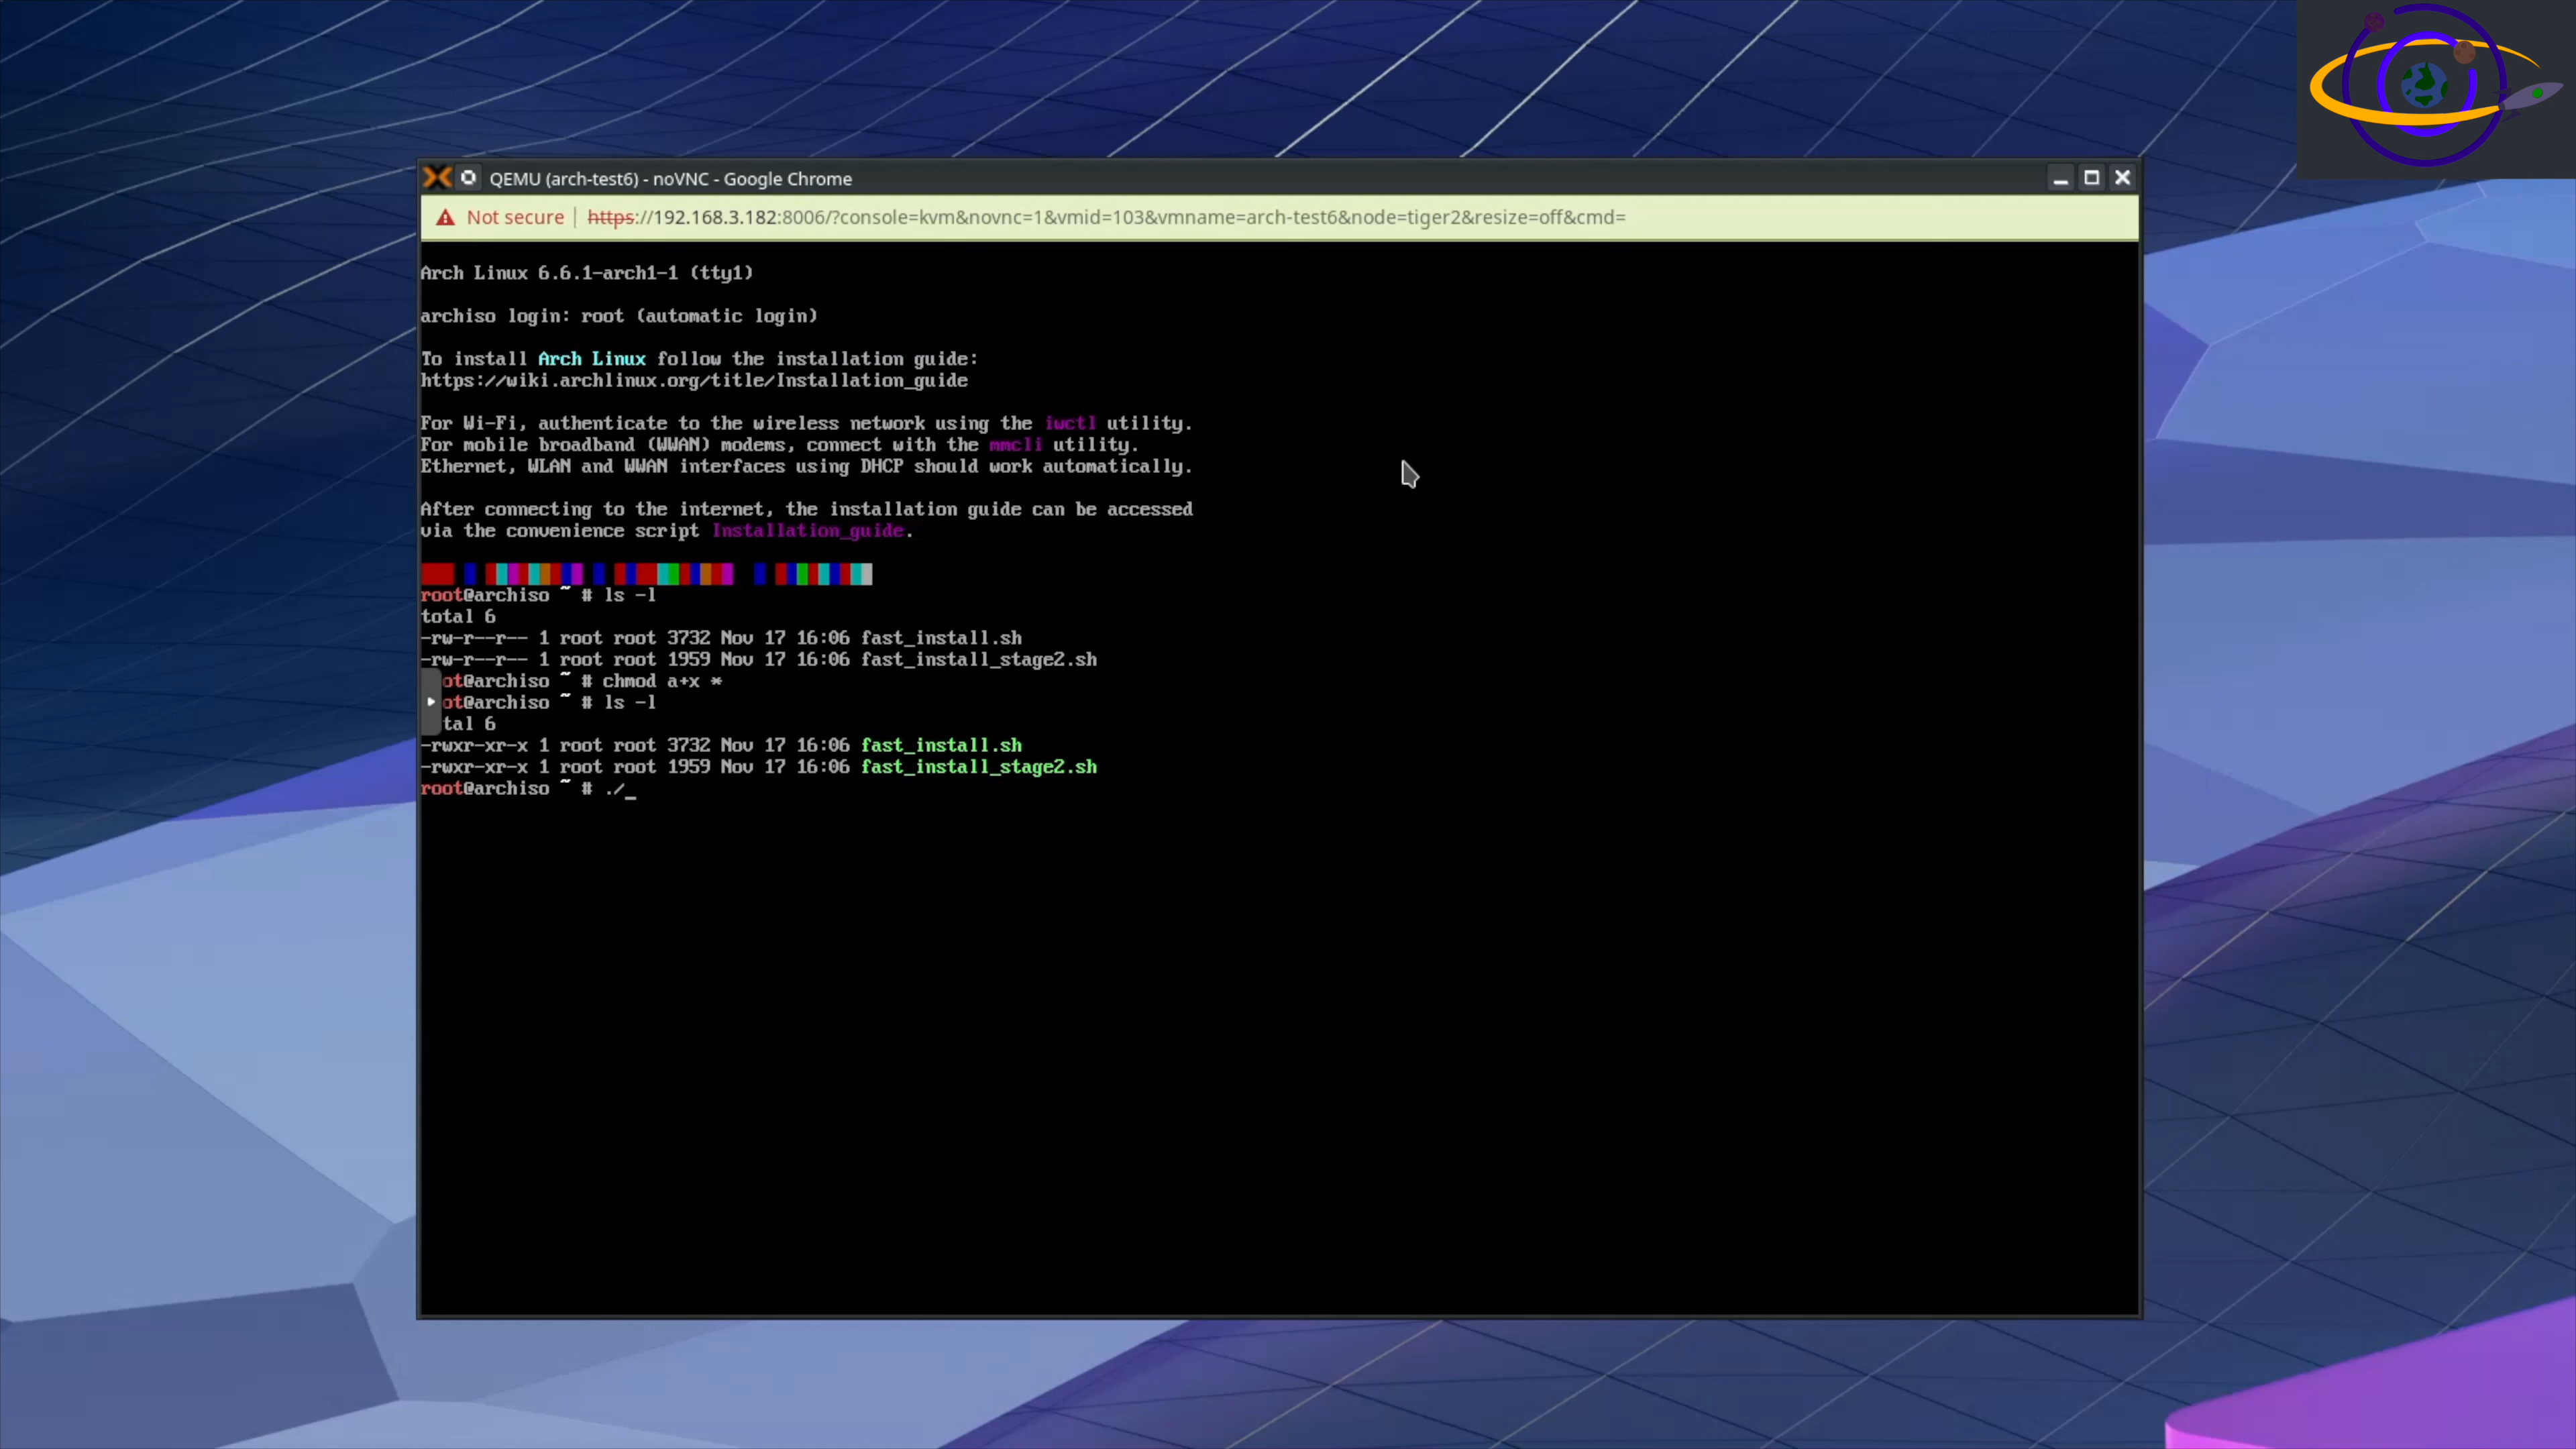 QEMU (arch-test6) - noVNC - Google Chrome
Not secure | https://192.168.3.182:8006/?console=kvm&novnc=1&vmid=103&vmname=arch-test6&node=tiger2&resize=off&cmd=
Arch Linux 6.6.1-arch1-1 (tty1)
archiso login: root (automatic login)
To install Arch Linux follow the installation guide:
https://wiki.archlinux.org/title/Installation_guide
For Wi-Fi, authenticate to the wireless network using the iwctl utility.
For mobile broadband (WWAN) modems, connect with the mmcli utility.
Ethernet, WLAN and WWAN interfaces using DHCP should work automatically.
After connecting to the internet, the installation guide can be accessed
via the convenience script Installation_guide.
root@archiso ~ # ls -l
total 6
-rw-r--r-- 1 root root 3732 Nov 17 16:06 fast_install.sh
-rw-r--r-- 1 root root 1959 Nov 17 16:06 fast_install_stage2.sh
ot@archiso ~ # chmod a+x *
ot@archiso ~ # ls -l
tal 6
-rwxr-xr-x 1 root root 3732 Nov 17 16:06 fast_install.sh
-rwxr-xr-x 1 root root 1959 Nov 17 16:06 fast_install_stage2.sh
root@archiso ~ # ./_